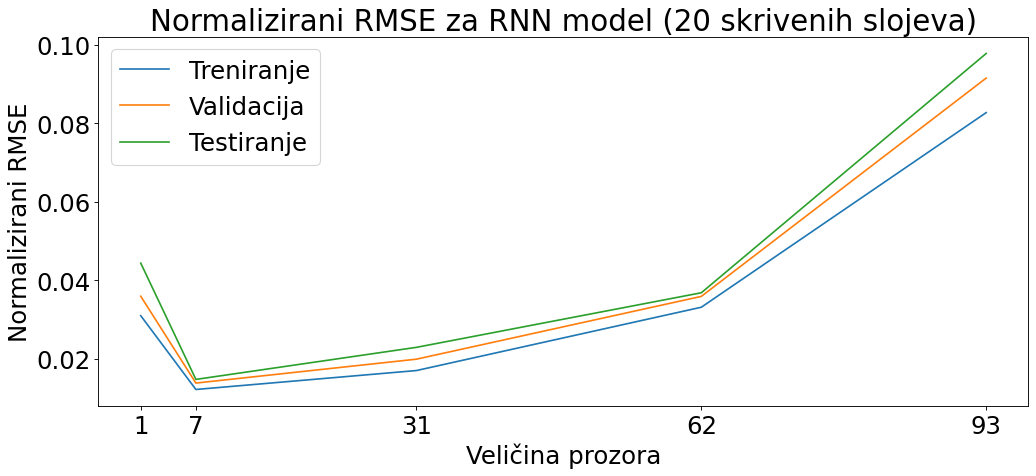 Normalizirani RMSE za RNN model (20 skrivenih slojeva)
Treniranje
Validacija
Testiranje
Normalizirani RMSE
0.10
0.08
0.06
0.04
0.02
1 7 31 62 93
Veličina prozora